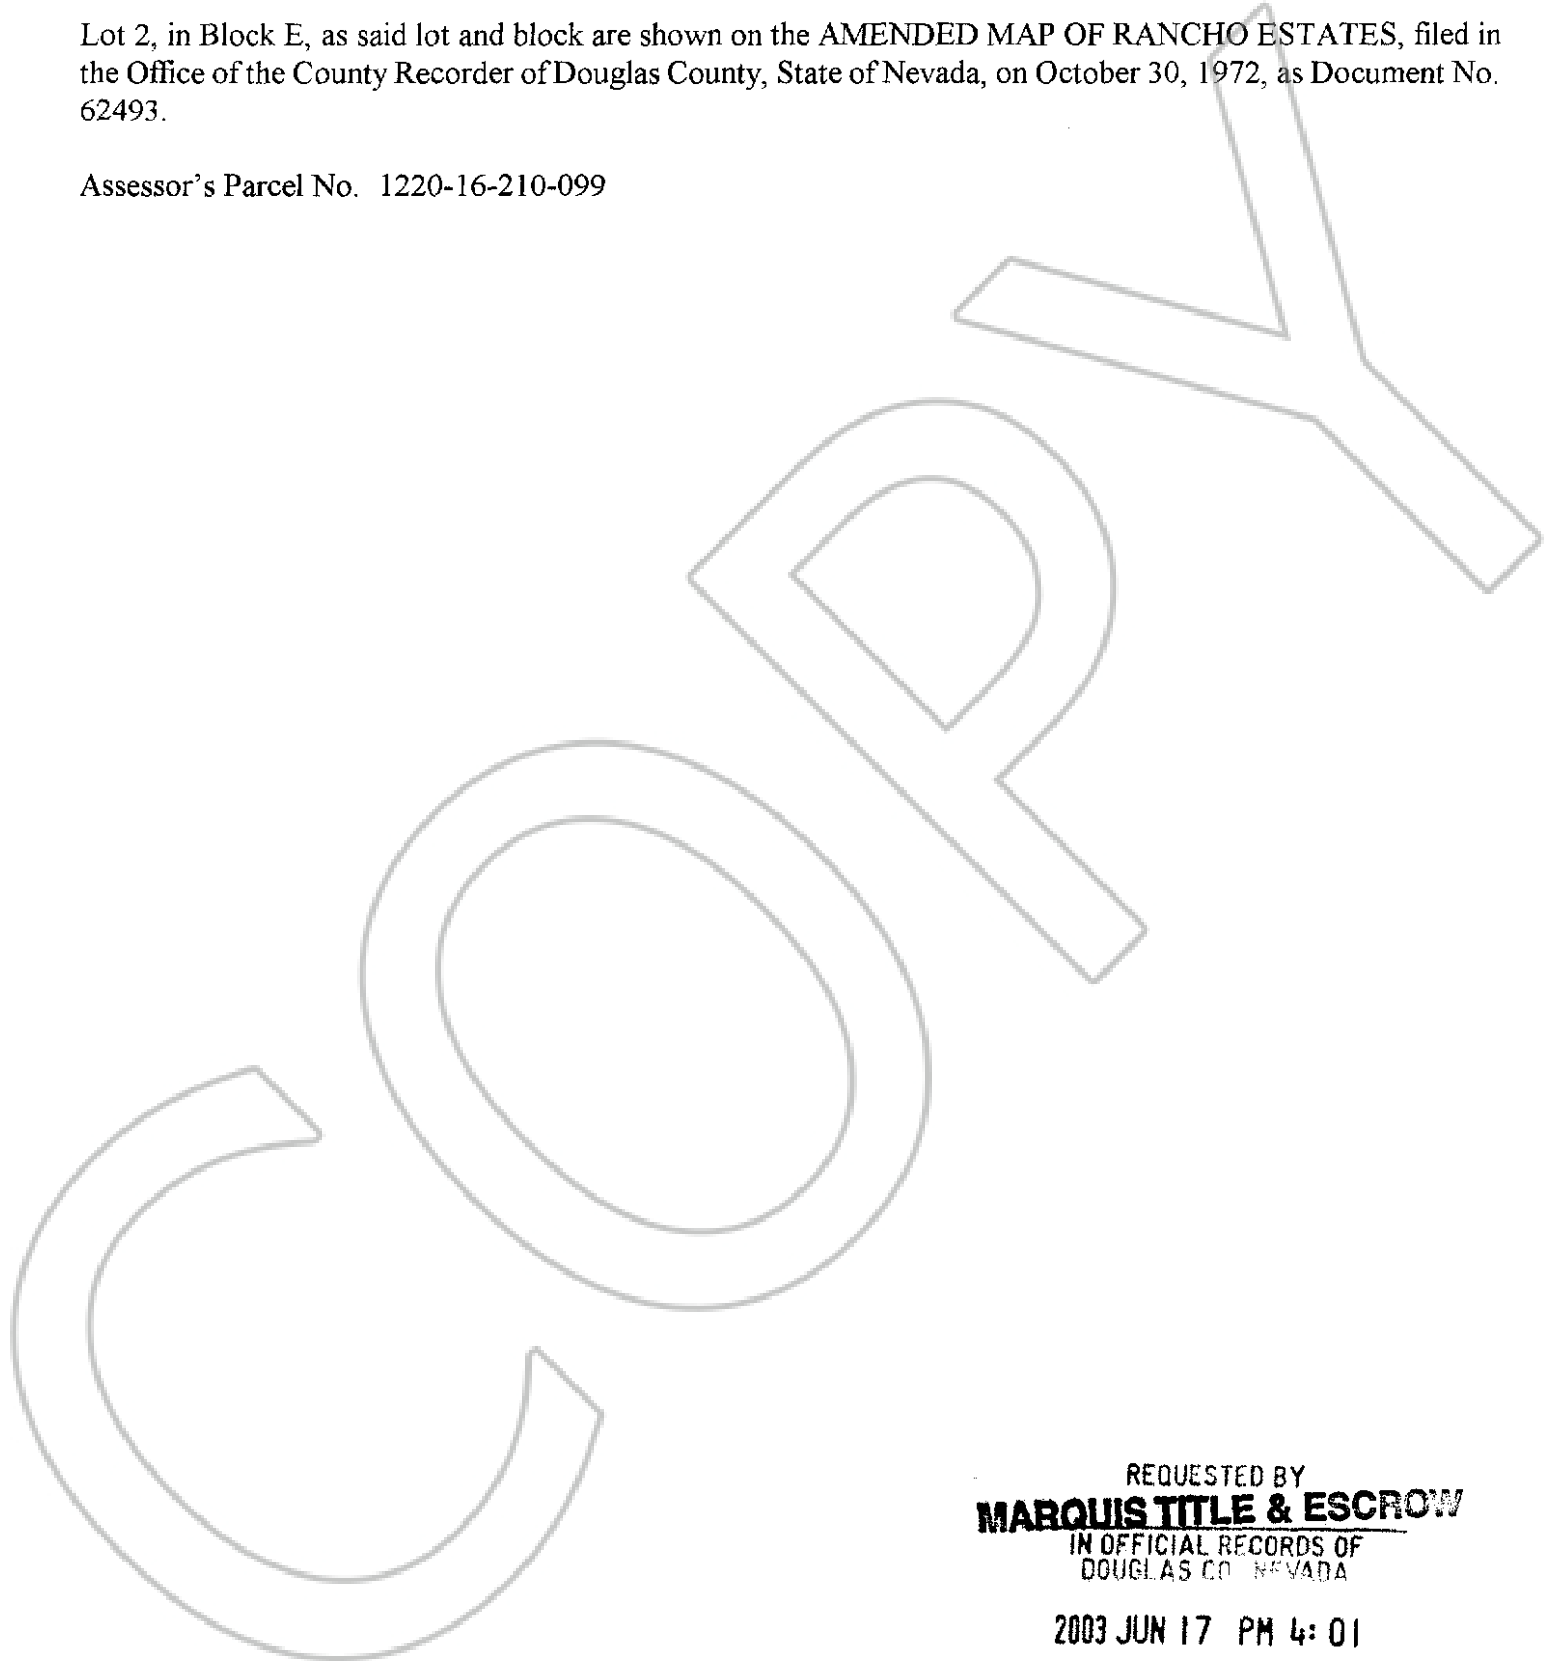 Lot 2, in Block E, as said lot and block are shown on the AMENDED MAP OF RANCHO ESTATES, filed in
the Office of the County Recorder of Douglas County, State of Nevada, on October 30, 1972, as Document No.
62493.
Assessor's Parcel No. 1220-16-210-099
COPY
REQUESTED BY
MARQUIS TITLE & ESCROW
IN OFFICIAL RECORDS OF
DOUGLAS CO NEVADA
2003 JUN 17 PM 4: 01